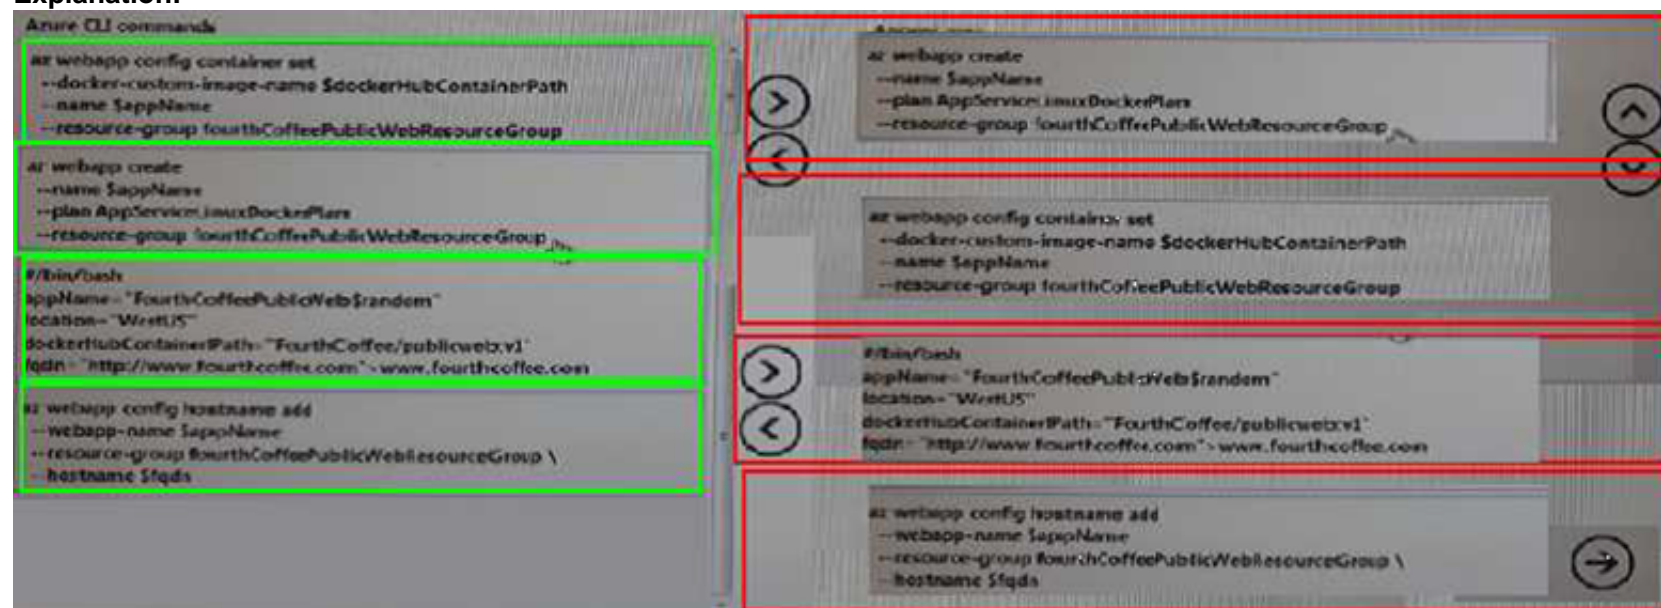 Explanation:
Azure CLI commands
az webapp config container set
--docker-custom-image-name $dockerHubContainerPath
--name $appName
--resource-group fourthCoffeePublicWebResourceGroup
az webapp create
--name $appName
--plan AppServiceLinuxDockerPlan
--resource-group fourthCoffeePublicWebResourceGroup
#/bin/bash
appName="FourthCoffeePublicWeb$random"
location="WestUS"
dockerHubContainerPath="FourthCoffee/publicweb:v1"
fqdn="http://www.fourthcoffee.com">www.fourthcoffee.com
az webapp config hostname add
--webapp-name $appName
--resource-group fourthCoffeePublicWebResourceGroup \
--hostname $fqdn
az webapp create
--name $appName
--plan AppServiceLinuxDockerPlan
--resource-group fourthCoffeePublicWebResourceGroup
az webapp config container set
--docker-custom-image-name $dockerHubContainerPath
--name $appName
--resource-group fourthCoffeePublicWebResourceGroup
#/bin/bash
appName="FourthCoffeePublicWeb$random"
location="WestUS"
dockerHubContainerPath="FourthCoffee/publicweb:v1"
fqdn="http://www.fourthcoffee.com">www.fourthcoffee.com
az webapp config hostname add
--webapp-name $appName
--resource-group fourthCoffeePublicWebResourceGroup \
--hostname $fqdn